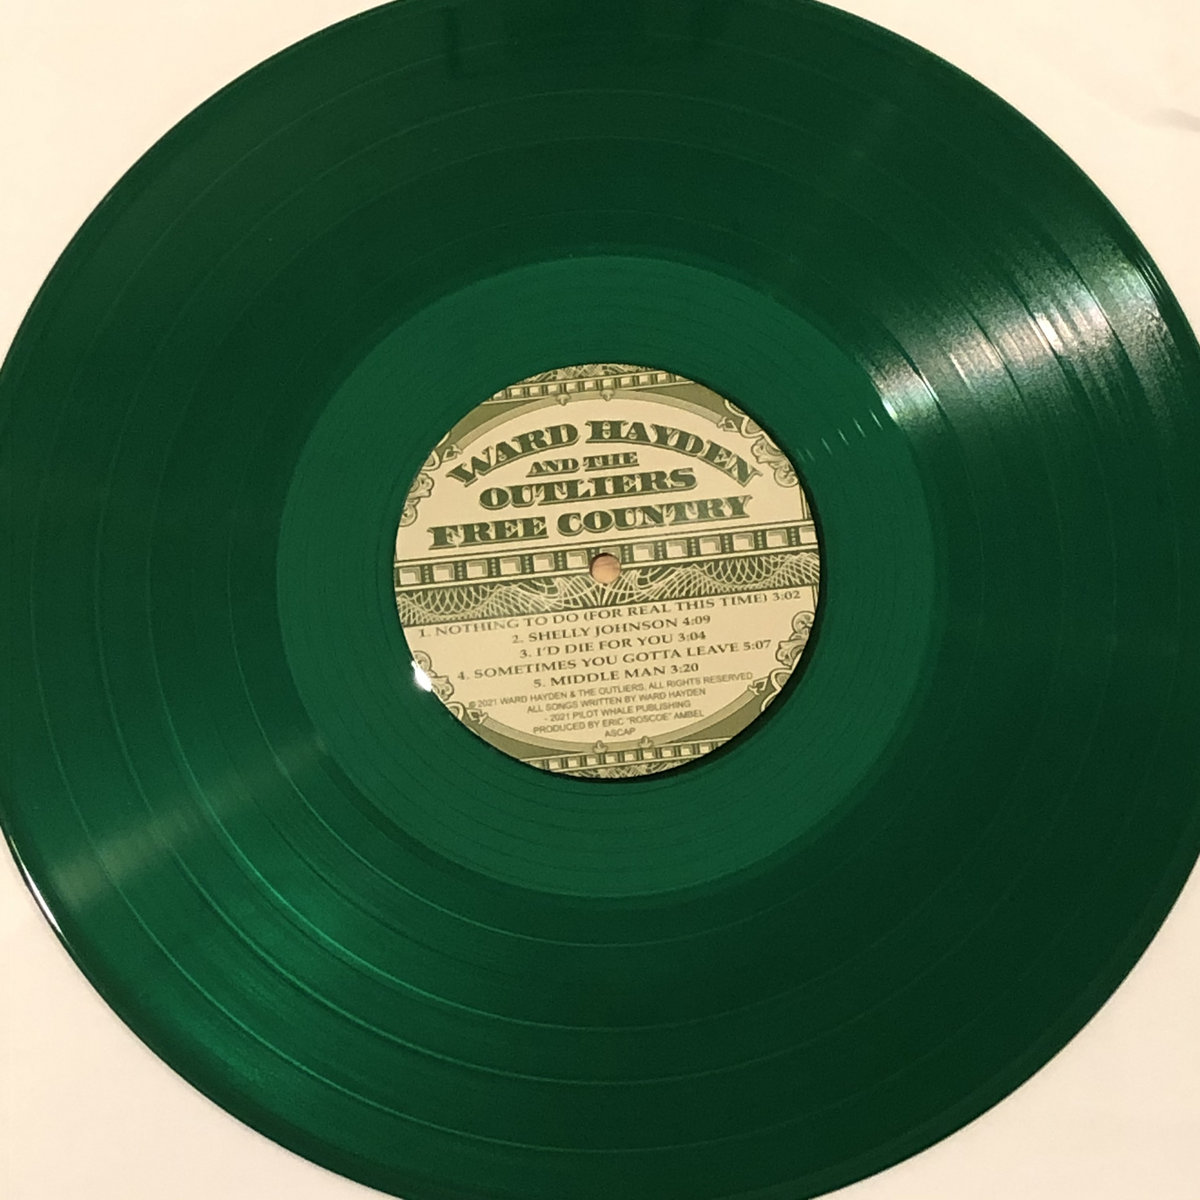 WARD HAYDEN
AND THE
OUTLIERS
FREE COUNTRY
1. NOTHING TO DO (FOR REAL THIS TIME) 3:02
2. SHELLY JOHNSON 4:09
3. I'D DIE FOR YOU 3:04
4. SOMETIMES YOU GOTTA LEAVE 5:07
5. MIDDLE MAN 3:20
© 2021 WARD HAYDEN & THE OUTLIERS, ALL RIGHTS RESERVED
ALL SONGS WRITTEN BY WARD HAYDEN
- 2021 PILOT WHALE PUBLISHING
PRODUCED BY ERIC "ROSCOE" AMBEL
ASCAP